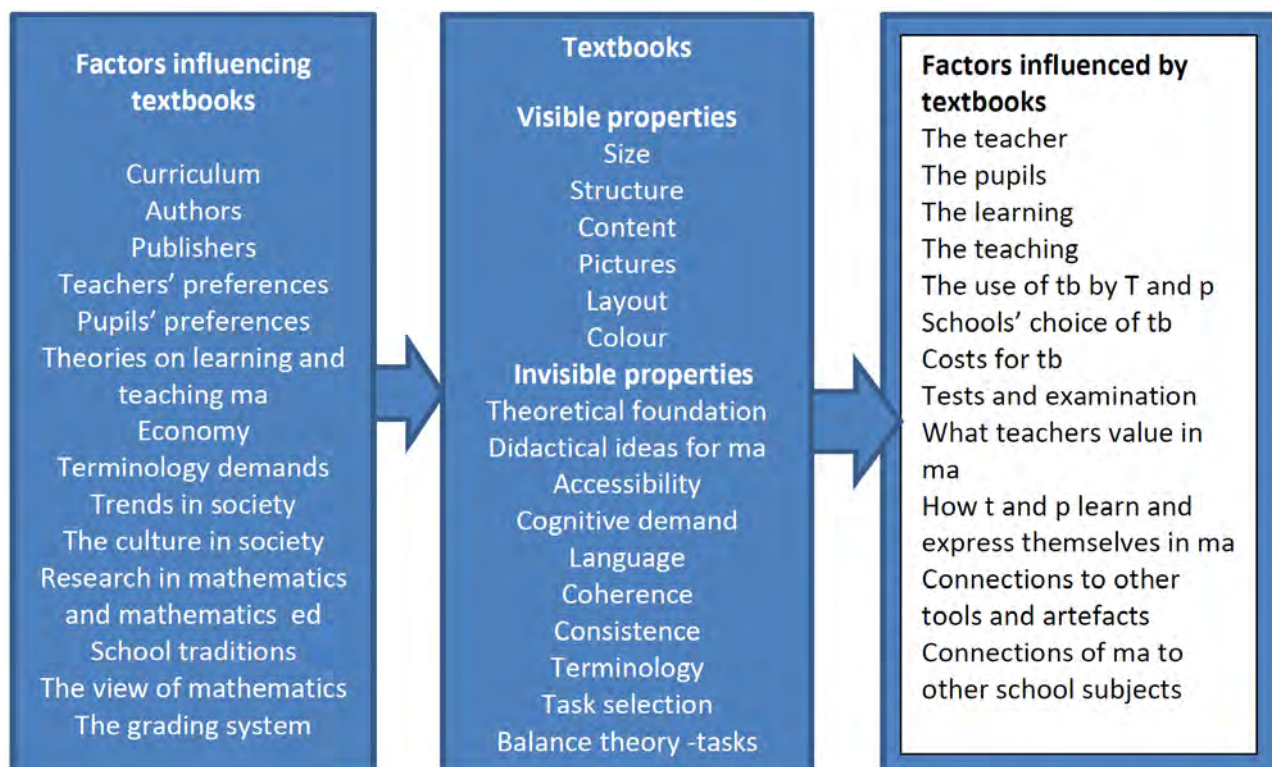 Factors influencing
textbooks
Curriculum
Authors
Publishers
Teachers’ preferences
Pupils’ preferences
Theories on learning and
teaching ma
Economy
Terminology demands
Trends in society
The culture in society
Research in mathematics
and mathematics ed
School traditions
The view of mathematics
The grading system
Textbooks
Visible properties
Size
Structure
Content
Pictures
Layout
Colour
Invisible properties
Theoretical foundation
Didactical ideas for ma
Accessibility
Cognitive demand
Language
Coherence
Consistence
Terminology
Task selection
Balance theory -tasks
Factors influenced by
textbooks
The teacher
The pupils
The learning
The teaching
The use of tb by T and p
Schools’ choice of tb
Costs for tb
Tests and examination
What teachers value in
ma
How t and p learn and
express themselves in ma
Connections to other
tools and artefacts
Connections of ma to
other school subjects